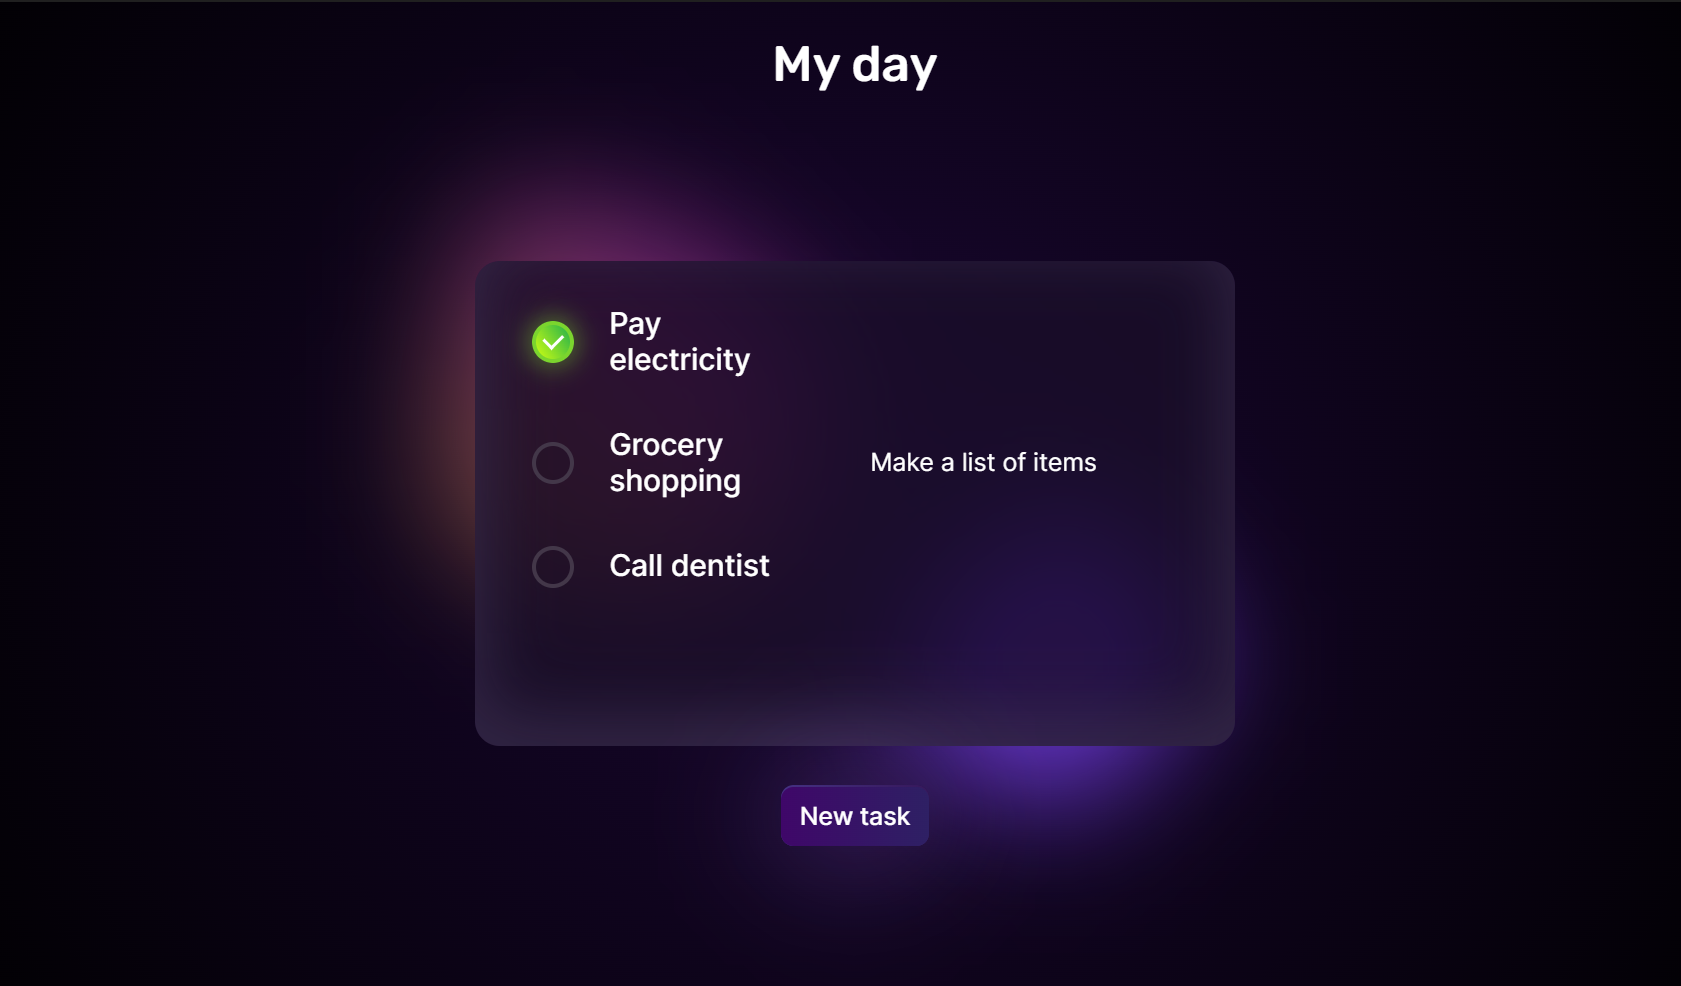 My day
Pay
electricity
Grocery
shopping
Make a list of items
Call dentist
New task